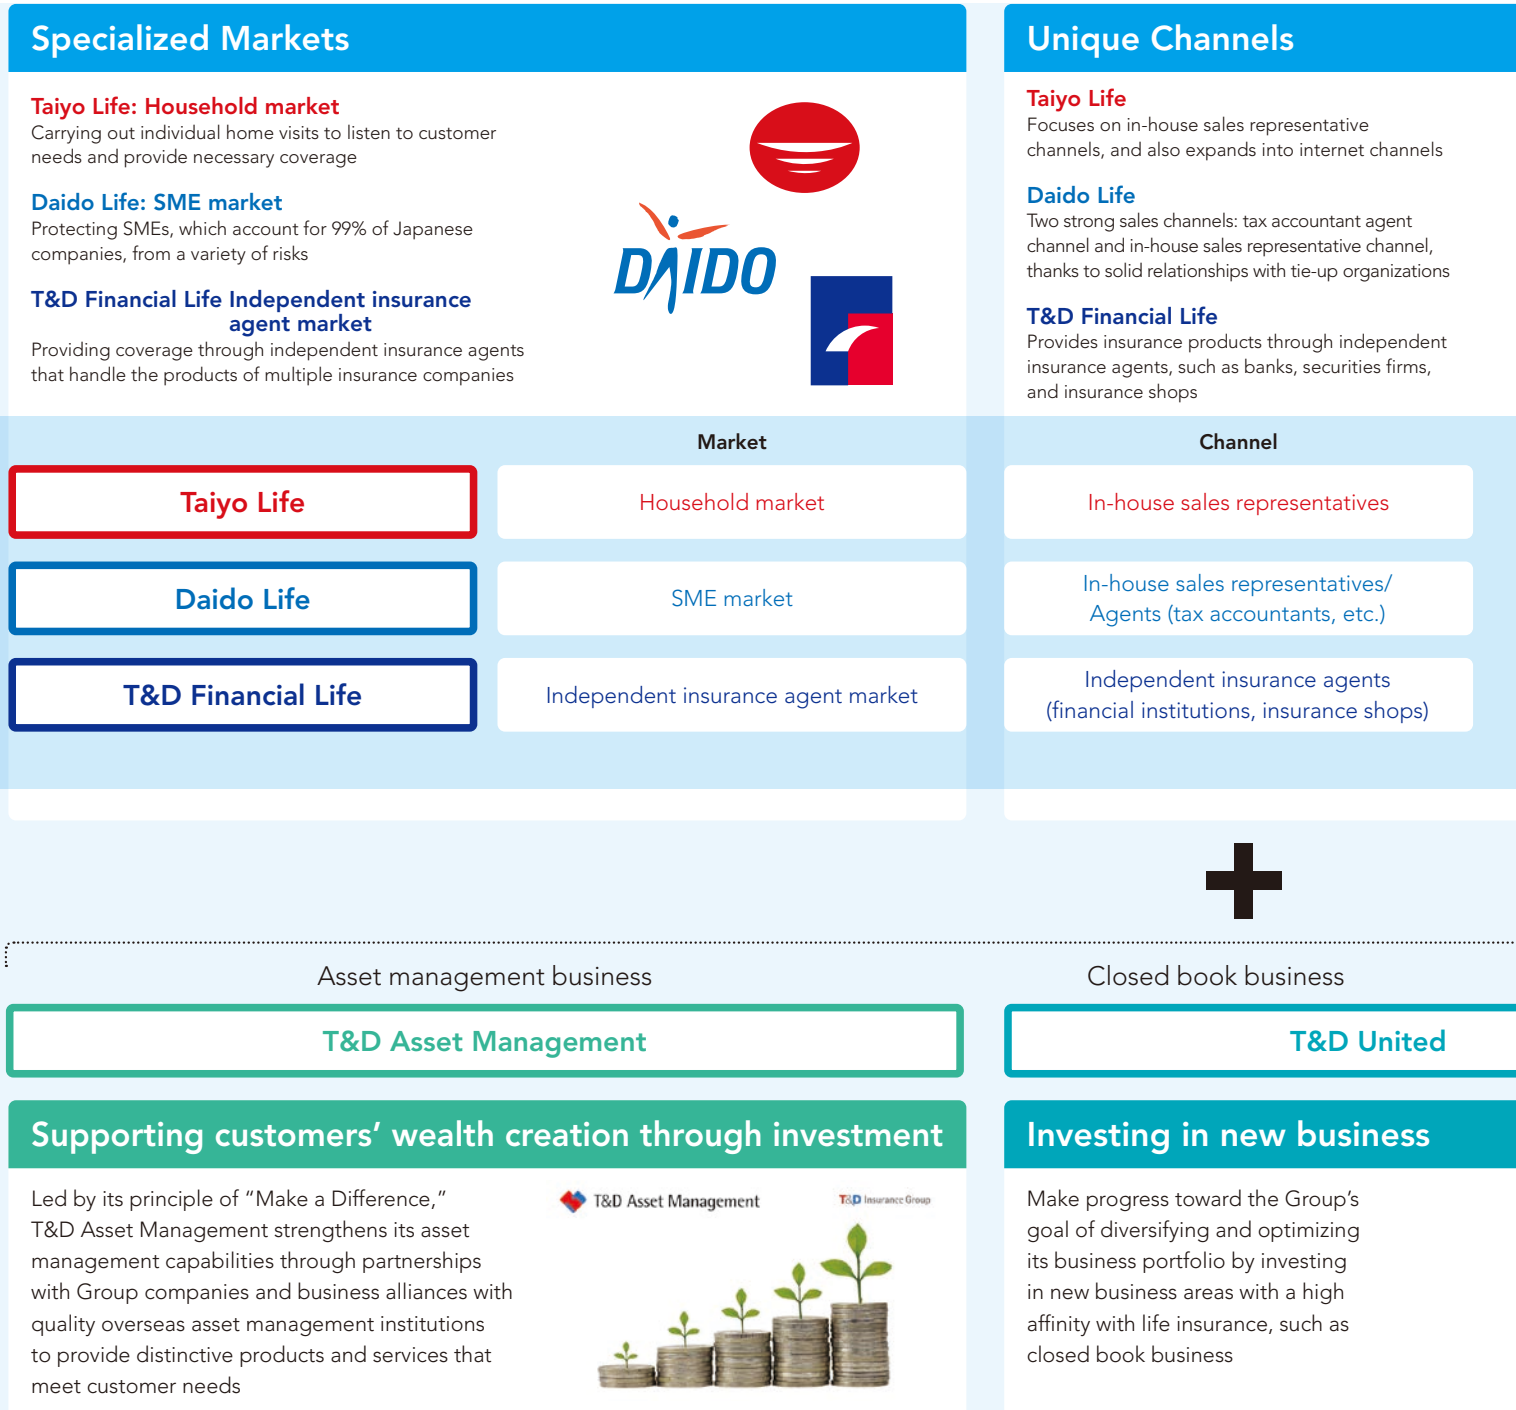 Specialized Markets
Taiyo Life: Household market
Carrying out individual home visits to listen to customer
needs and provide necessary coverage
Daido Life: SME market
Protecting SMEs, which account for 99% of Japanese
companies, from a variety of risks
T&D Financial Life Independent insurance
agent market
Providing coverage through independent insurance agents
that handle the products of multiple insurance companies
DAIDO
Unique Channels
Taiyo Life
Focuses on in-house sales representative
channels, and also expands into internet channels
Daido Life
Two strong sales channels: tax accountant agent
channel and in-house sales representative channel,
thanks to solid relationships with tie-up organizations
T&D Financial Life
Provides insurance products through independent
insurance agents, such as banks, securities firms,
and insurance shops
Market
Channel
Taiyo Life
Household market
In-house sales representatives
Daido Life
SME market
In-house sales representatives/
Agents (tax accountants, etc.)
T&D Financial Life
Independent insurance agent market
Independent insurance agents
(financial institutions, insurance shops)
Asset management business
T&D Asset Management
Supporting customers’ wealth creation through investment
Led by its principle of “Make a Difference,”
T&D Asset Management strengthens its asset
management capabilities through partnerships
with Group companies and business alliances with
quality overseas asset management institutions
to provide distinctive products and services that
meet customer needs
T&D Asset Management
T&D Insurance Group
Closed book business
T&D United
Investing in new business
Make progress toward the Group’s
goal of diversifying and optimizing
its business portfolio by investing
in new business areas with a high
affinity with life insurance, such as
closed book business